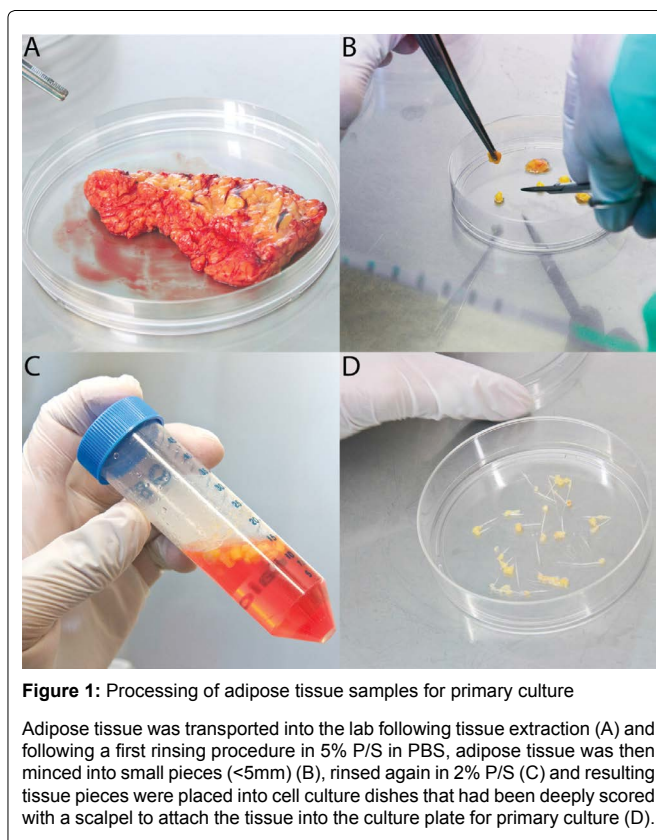 A
B
C
D
Figure 1: Processing of adipose tissue samples for primary culture
Adipose tissue was transported into the lab following tissue extraction (A) and
following a first rinsing procedure in 5% P/S in PBS, adipose tissue was then
minced into small pieces (<5mm) (B), rinsed again in 2% P/S (C) and resulting
tissue pieces were placed into cell culture dishes that had been deeply scored
with a scalpel to attach the tissue into the culture plate for primary culture (D).